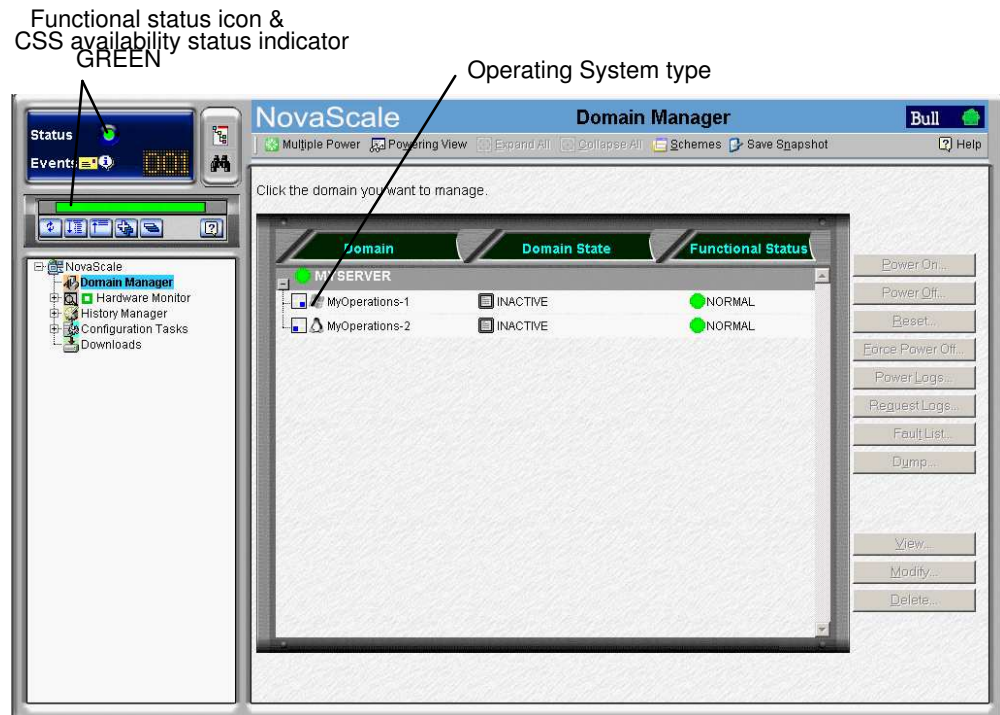 Functional status icon &
CSS availability status indicator
GREEN
Operating System type
Status
Events
000
NovaScale
Domain Manager
Bull
Multiple Power
Powering View
Expand All
Collapse All
Schemes
Save Snapshot
Help
Click the domain you want to manage.
NovaScale
Domain Manager
Hardware Monitor
History Manager
Configuration Tasks
Downloads
Domain
Domain State
Functional Status
MYSERVER
MyOperations-1
INACTIVE
NORMAL
MyOperations-2
INACTIVE
NORMAL
Power On...
Power Off...
Reset...
Force Power Off...
Power Logs...
Request Logs...
Fault List...
Dump...
View...
Modify...
Delete...